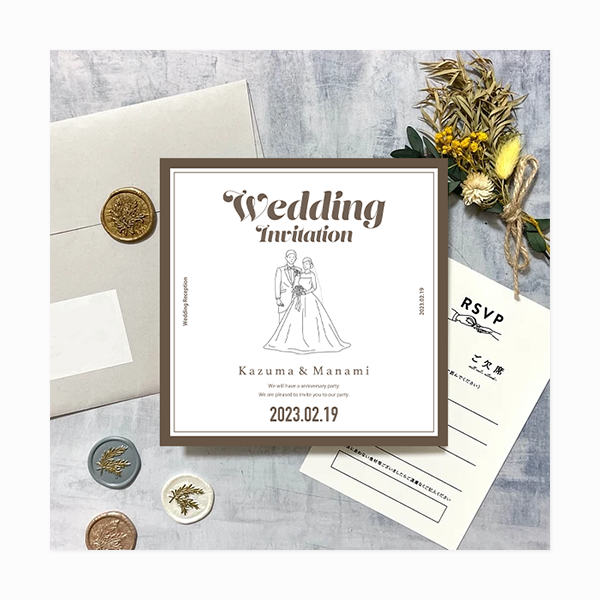 Wedding
Invitation
Wedding Reception
2023.02.19
Kazuma & Manami
We will have a anniversary party.
We are pleased to invite you to our party.
2023.02.19
RSVP
ご欠席